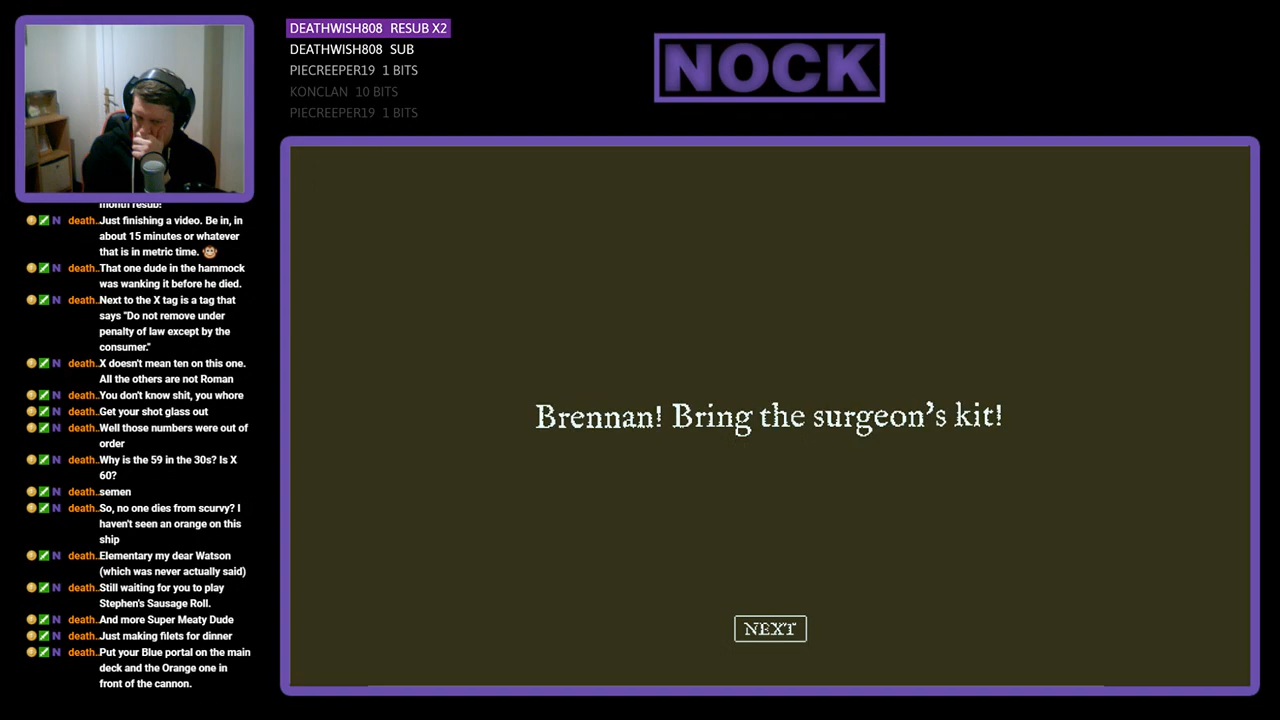 DEATHWISH808 RESUB X2
DEATHWISH808 SUB
PIECREEPER19 1 BITS
KONCLAN 10 BITS
PIECREEPER19 1 BITS
NOCK
month resub!
death..Just finishing a video. Be in, in
about 15 minutes or whatever
that is in metric time.
death..That one dude in the hammock
was wanking it before he died.
death..Next to the X tag is a tag that
says "Do not remove under
penalty of law except by the
consumer."
death..X doesn't mean ten on this one.
All the others are not Roman
death..You don't know shit, you whore
death..Get your shot glass out
death..Well those numbers were out of
order
death..Why is the 59 in the 30s? Is X
60?
death..semen
death..So, no one dies from scurvy? I
haven't seen an orange on this
ship
death..Elementary my dear Watson
(which was never actually said)
death..Still waiting for you to play
Stephen's Sausage Roll.
death..And more Super Meaty Dude
death..Just making filets for dinner
death..Put your Blue portal on the main
deck and the Orange one in
front of the cannon.
Brennan! Bring the surgeon's kit!
NEXT